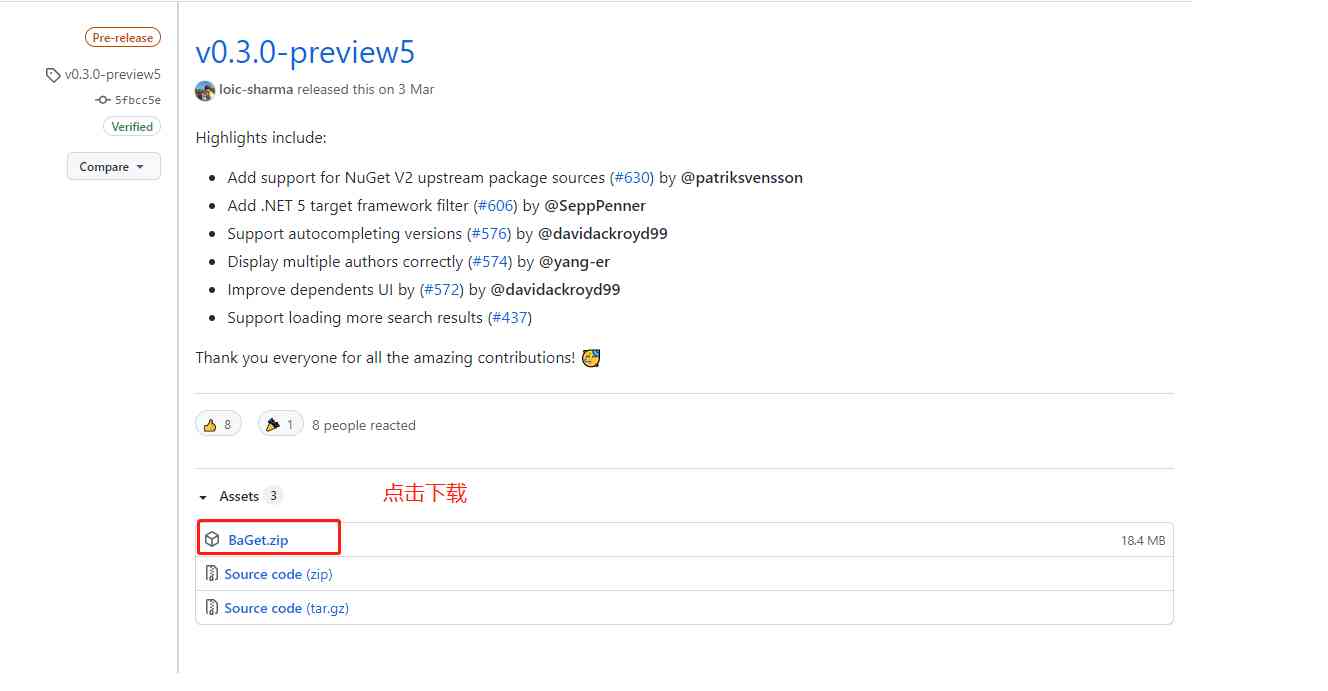 Pre-release
v0.3.0-preview5
5fbcc5e
Verified
Compare
v0.3.0-preview5
loic-sharma released this on 3 Mar
Highlights include:
Add support for NuGet V2 upstream package sources (#630) by @patriksvensson
Add .NET 5 target framework filter (#606) by @SeppPenner
Support autocompleting versions (#576) by @davidackroyd99
Display multiple authors correctly (#574) by @yang-er
Improve dependents UI by (#572) by @davidackroyd99
Support loading more search results (#437)
Thank you everyone for all the amazing contributions! 🥳
👍 8 🎉 1 8 people reacted
Assets 3
点击下载
BaGet.zip 18.4 MB
Source code (zip)
Source code (tar.gz)